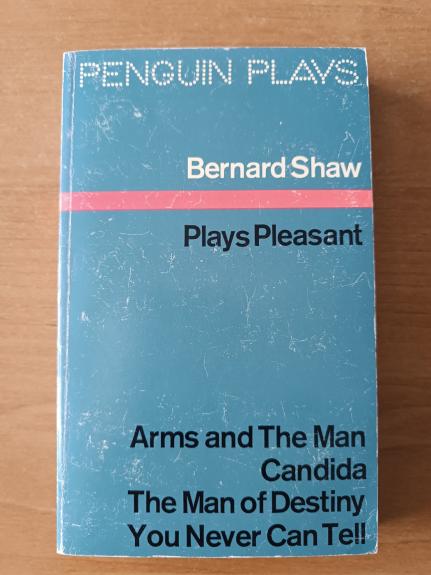 PENGUIN PLAYS
Bernard Shaw
Plays Pleasant
Arms and The Man
Candida
The Man of Destiny
You Never Can Tell